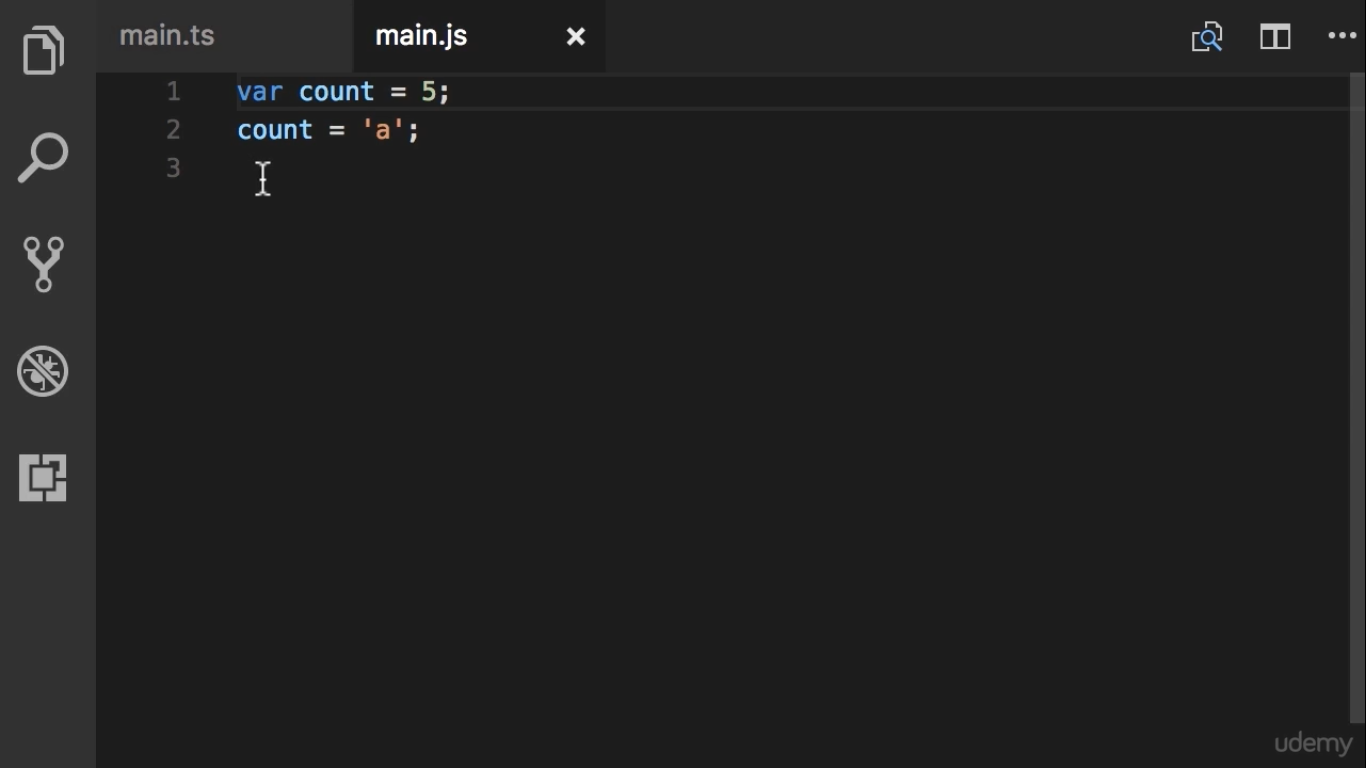 main.ts main.js
1 var count = 5;
2 count = 'a';
3
udemy